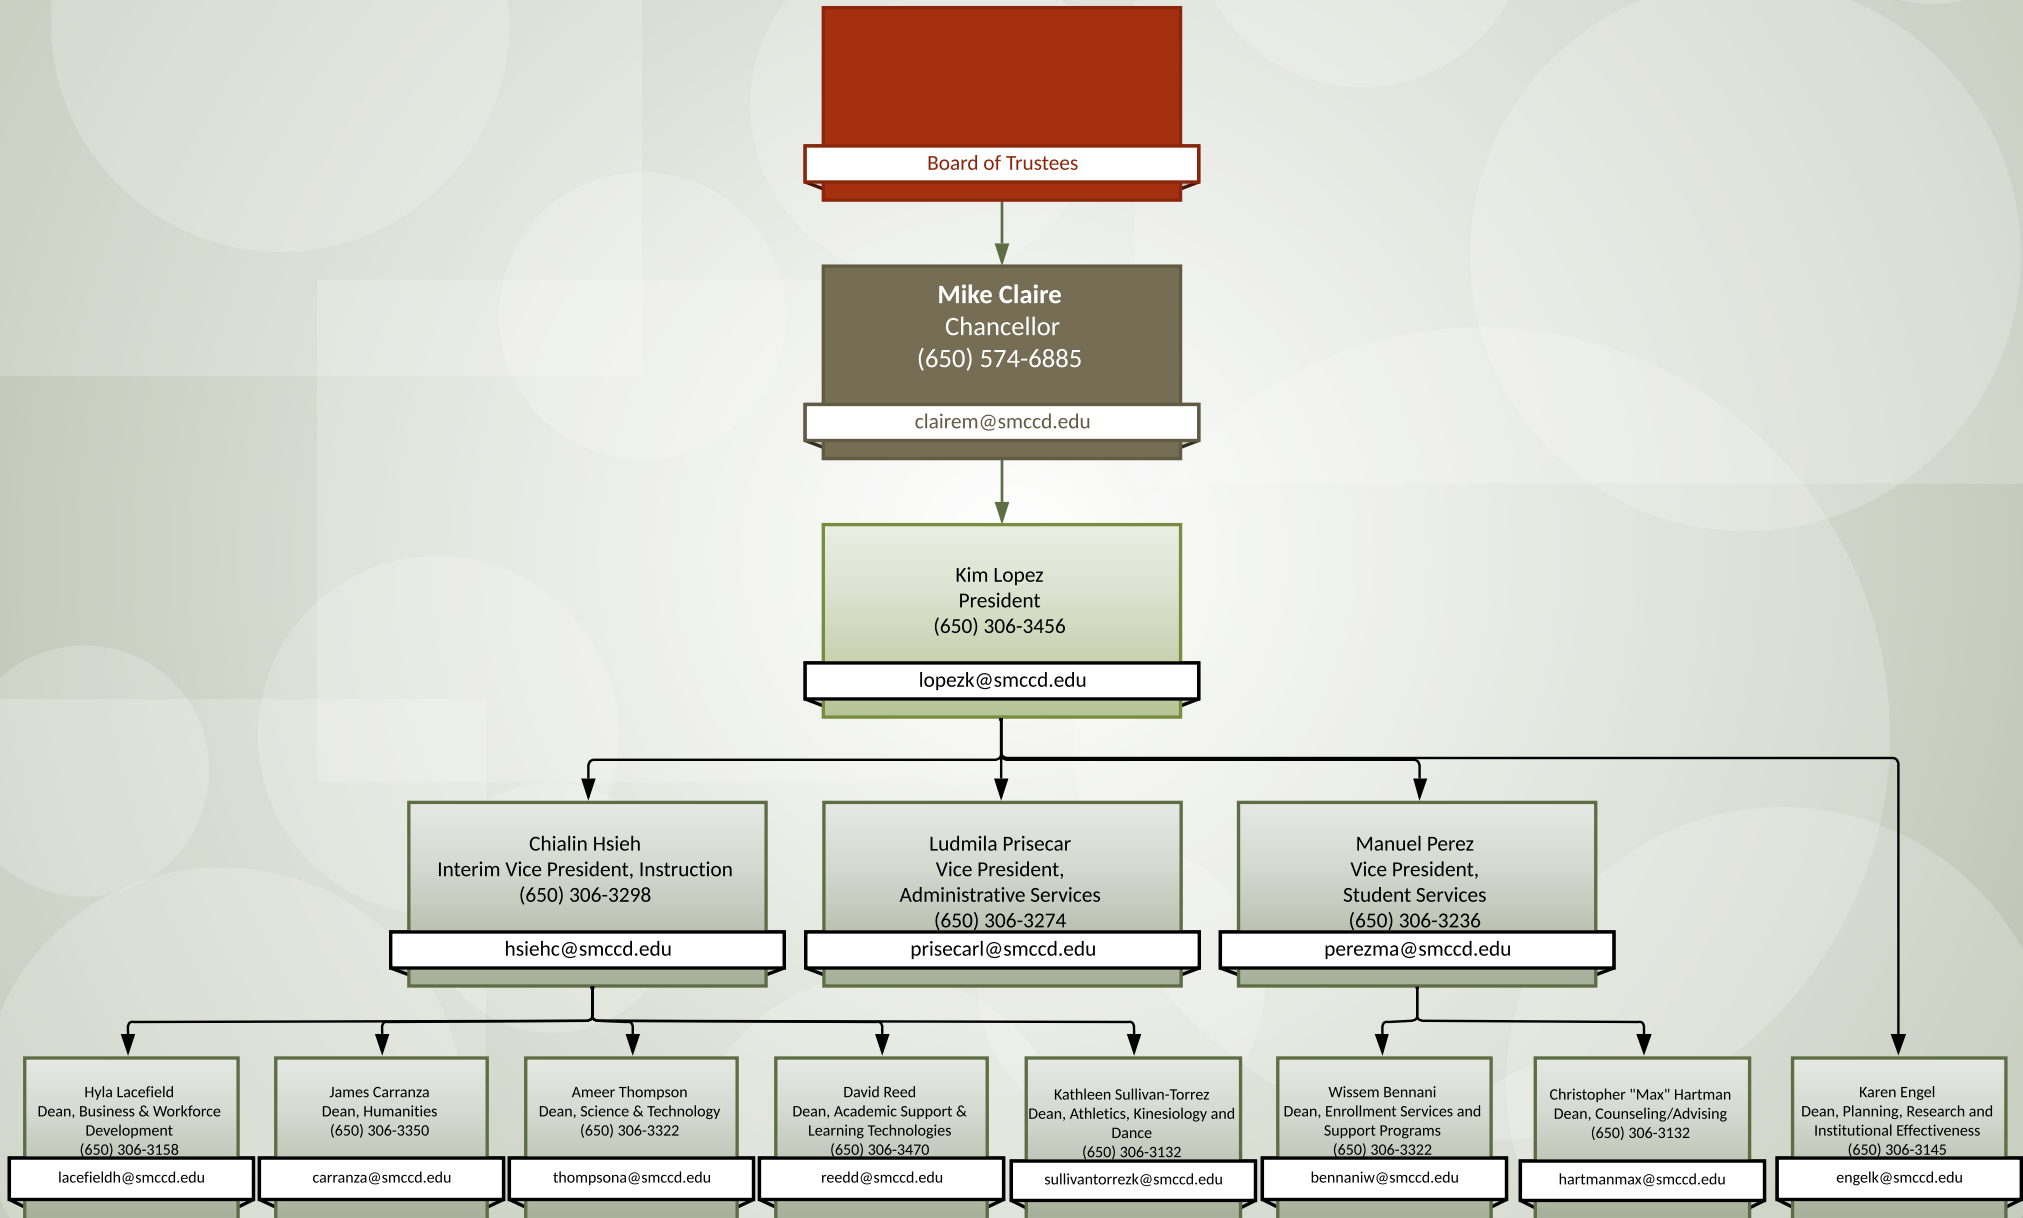 Board of Trustees
Mike Claire
Chancellor
(650) 574-6885
clairem@smccd.edu
Kim Lopez
President
(650) 306-3456
lopezk@smccd.edu
Chialin Hsieh
Interim Vice President, Instruction
(650) 306-3298
hsiehc@smccd.edu
Ludmila Prisecar
Vice President,
Administrative Services
(650) 306-3274
prisecarl@smccd.edu
Manuel Perez
Vice President,
Student Services
(650) 306-3236
perezma@smccd.edu
Hyla Lacefield
Dean, Business & Workforce
Development
(650) 306-3158
lacefieldh@smccd.edu
James Carranza
Dean, Humanities
(650) 306-3350
carranza@smccd.edu
Ameer Thompson
Dean, Science & Technology
(650) 306-3322
thompsona@smccd.edu
David Reed
Dean, Academic Support &
Learning Technologies
(650) 306-3470
reedd@smccd.edu
Kathleen Sullivan-Torrez
Dean, Athletics, Kinesiology and
Dance
(650) 306-3132
sullivantorrezk@smccd.edu
Wissem Bennani
Dean, Enrollment Services and
Support Programs
(650) 306-3322
bennaniw@smccd.edu
Christopher "Max" Hartman
Dean, Counseling/Advising
(650) 306-3132
hartmanmax@smccd.edu
Karen Engel
Dean, Planning, Research and
Institutional Effectiveness
(650) 306-3145
engelk@smccd.edu